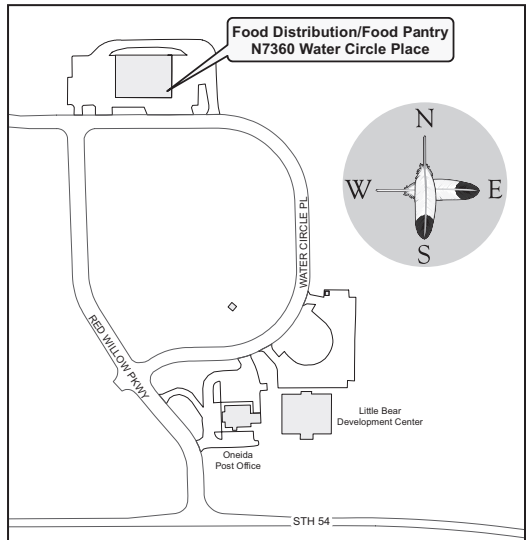 Food Distribution/Food Pantry
N7360 Water Circle Place
N
W
E
S
WATER CIRCLE PL
RED WILLOW PKWY
Little Bear
Development Center
Oneida
Post Office
STH 54